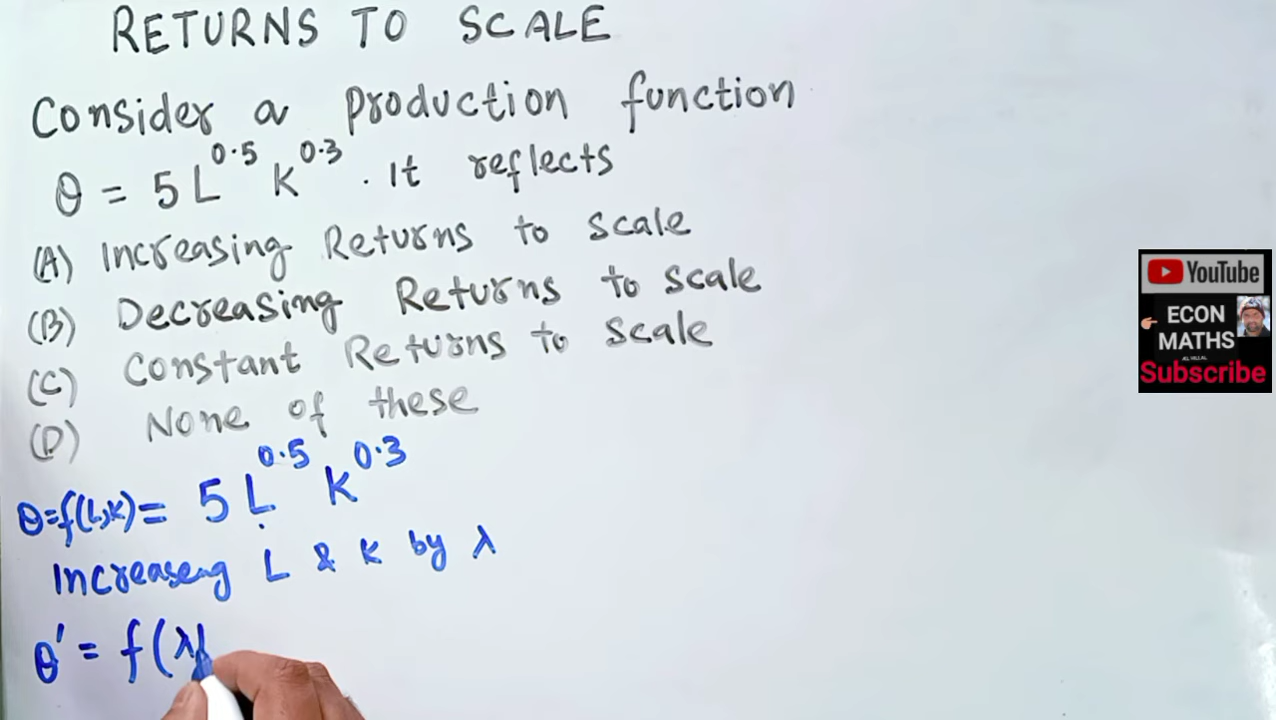 RETURNS TO SCALE
Consider a production function
θ = 5 L^0.5 K^0.3 . It reflects
(A) Increasing Returns to scale
(B) Decreasing Returns to scale
(C) Constant Returns to scale
(D) None of these
θ=f(L,K) = 5 L^0.5 K^0.3
Increaseng L & K by λ
θ' = f(λ
YouTube
ECON
MATHS
Subscribe